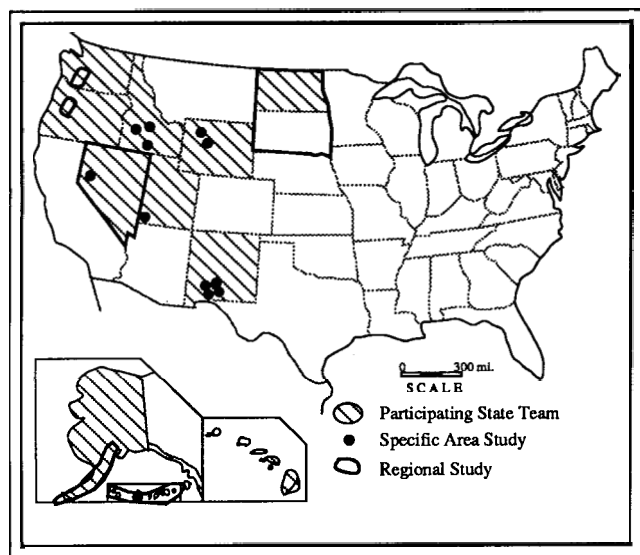 0 300 mi.
SCALE
Participating State Team
Specific Area Study
Regional Study